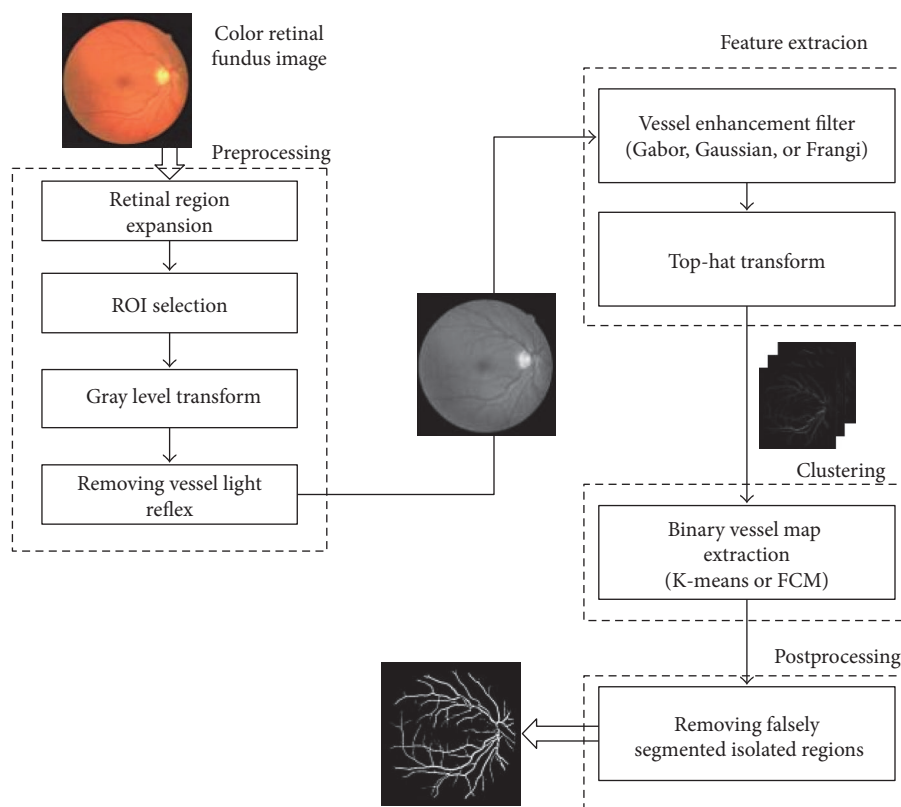 Color retinal
fundus image
Preprocessing
Retinal region
expansion
ROI selection
Gray level transform
Removing vessel light
reflex
Feature extracion
Vessel enhancement filter
(Gabor, Gaussian, or Frangi)
Top-hat transform
Clustering
Binary vessel map
extraction
(K-means or FCM)
Postprocessing
Removing falsely
segmented isolated regions